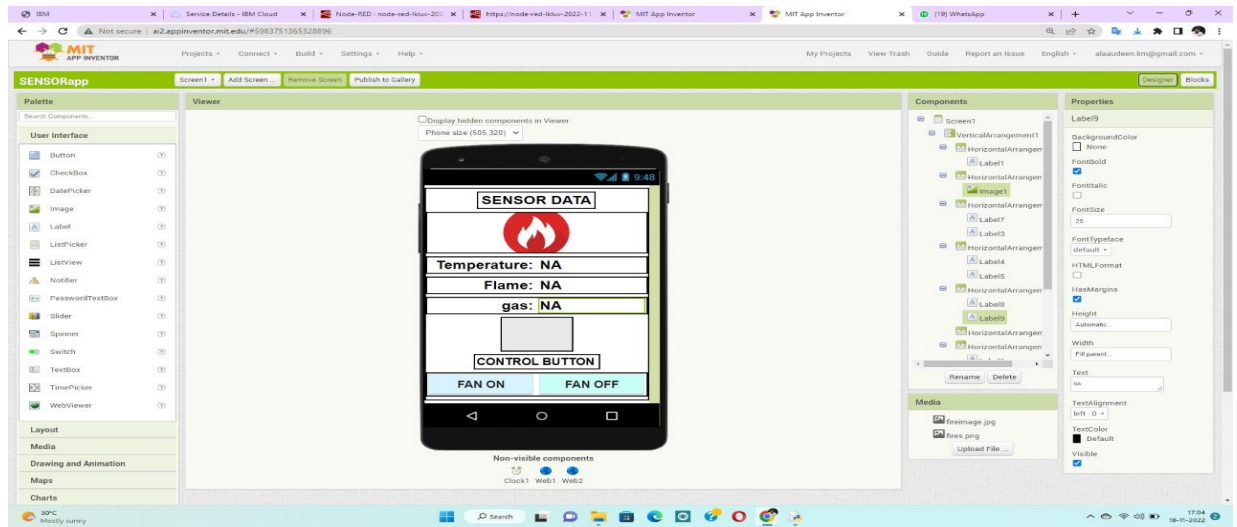 IBM
Service Details - IBM Cloud
Node-RED : node-red-lkluv-202
https://node-red-lkluv-2022-11
MIT App Inventor
MIT App Inventor
(19) WhatsApp
Not secure | ai2.appinventor.mit.edu/#5983751365328896
MIT
APP INVENTOR
Projects Connect Build Settings Help
My Projects View Trash Guide Report an Issue English alaaudeen.km@gmail.com
SENSORapp
Screen1 Add Screen ... Remove Screen Publish to Gallery
Designer Blocks
Palette
Search Components...
User Interface
Button
CheckBox
DatePicker
Image
Label
ListPicker
ListView
Notifier
PasswordTextBox
Slider
Spinner
Switch
TextBox
TimePicker
WebViewer
Layout
Media
Drawing and Animation
Maps
Charts
Viewer
Display hidden components in Viewer
Phone size (505,320)
9:48
SENSOR DATA
Temperature: NA
Flame: NA
gas: NA
CONTROL BUTTON
FAN ON FAN OFF
Non-visible components
Clock1 Web1 Web2
Components
Screen1
VerticalArrangement1
HorizontalArrangem
Label1
HorizontalArrangem
Image1
HorizontalArrangem
Label7
Label3
HorizontalArrangem
Label4
Label5
HorizontalArrangem
Label8
Label9
HorizontalArrangem
HorizontalArrangem
Rename Delete
Media
fireimage.jpg
fires.png
Upload File ...
Properties
Label9
BackgroundColor
None
FontBold
FontItalic
FontSize
25
FontTypeface
default
HTMLFormat
HasMargins
Height
Automatic...
Width
Fill parent...
Text
NA
TextAlignment
left : 0
TextColor
Default
Visible
30°C
Mostly sunny
Search
17:04
18-11-2022
2